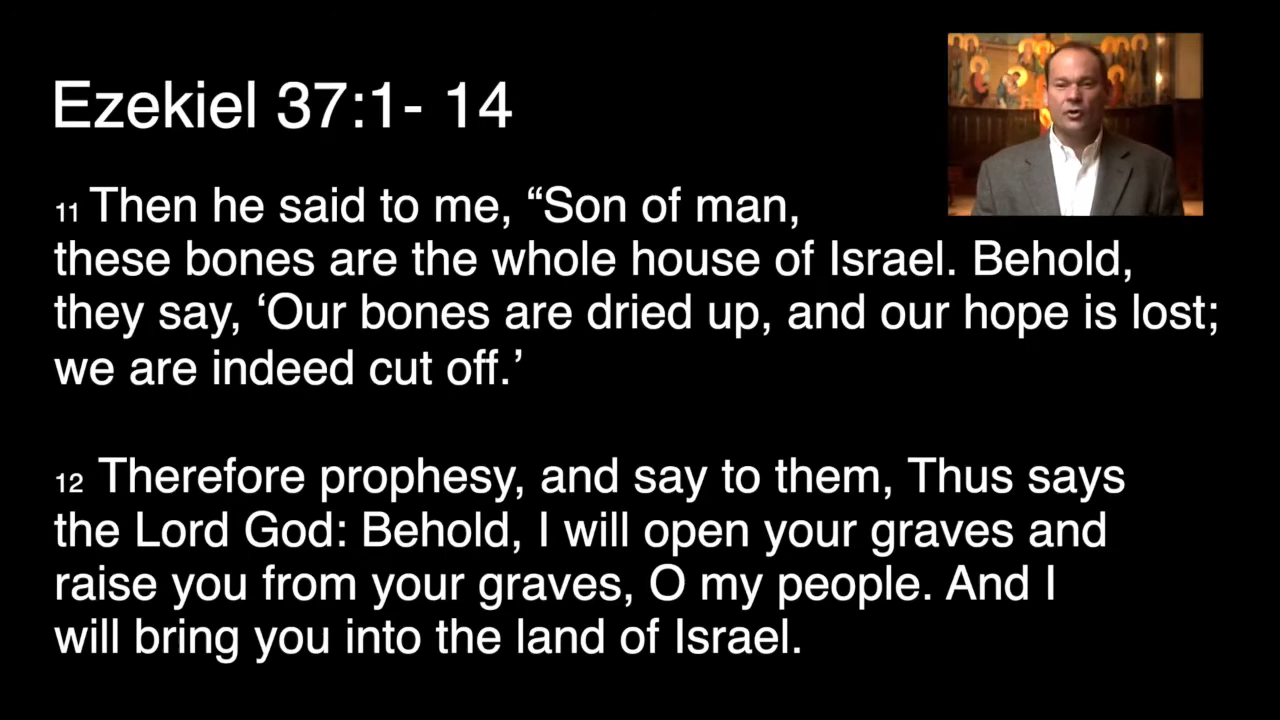 Ezekiel 37:1- 14
11 Then he said to me, “Son of man,
these bones are the whole house of Israel. Behold,
they say, ‘Our bones are dried up, and our hope is lost;
we are indeed cut off.’
12 Therefore prophesy, and say to them, Thus says
the Lord God: Behold, I will open your graves and
raise you from your graves, O my people. And I
will bring you into the land of Israel.